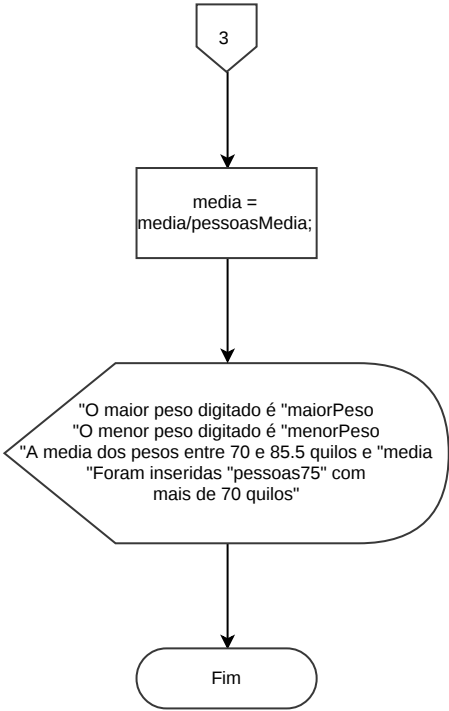 3
media =
media/pessoasMedia;
"O maior peso digitado é "maiorPeso
"O menor peso digitado é "menorPeso
"A media dos pesos entre 70 e 85.5 quilos e "media
"Foram inseridas "pessoas75" com
mais de 70 quilos"
Fim